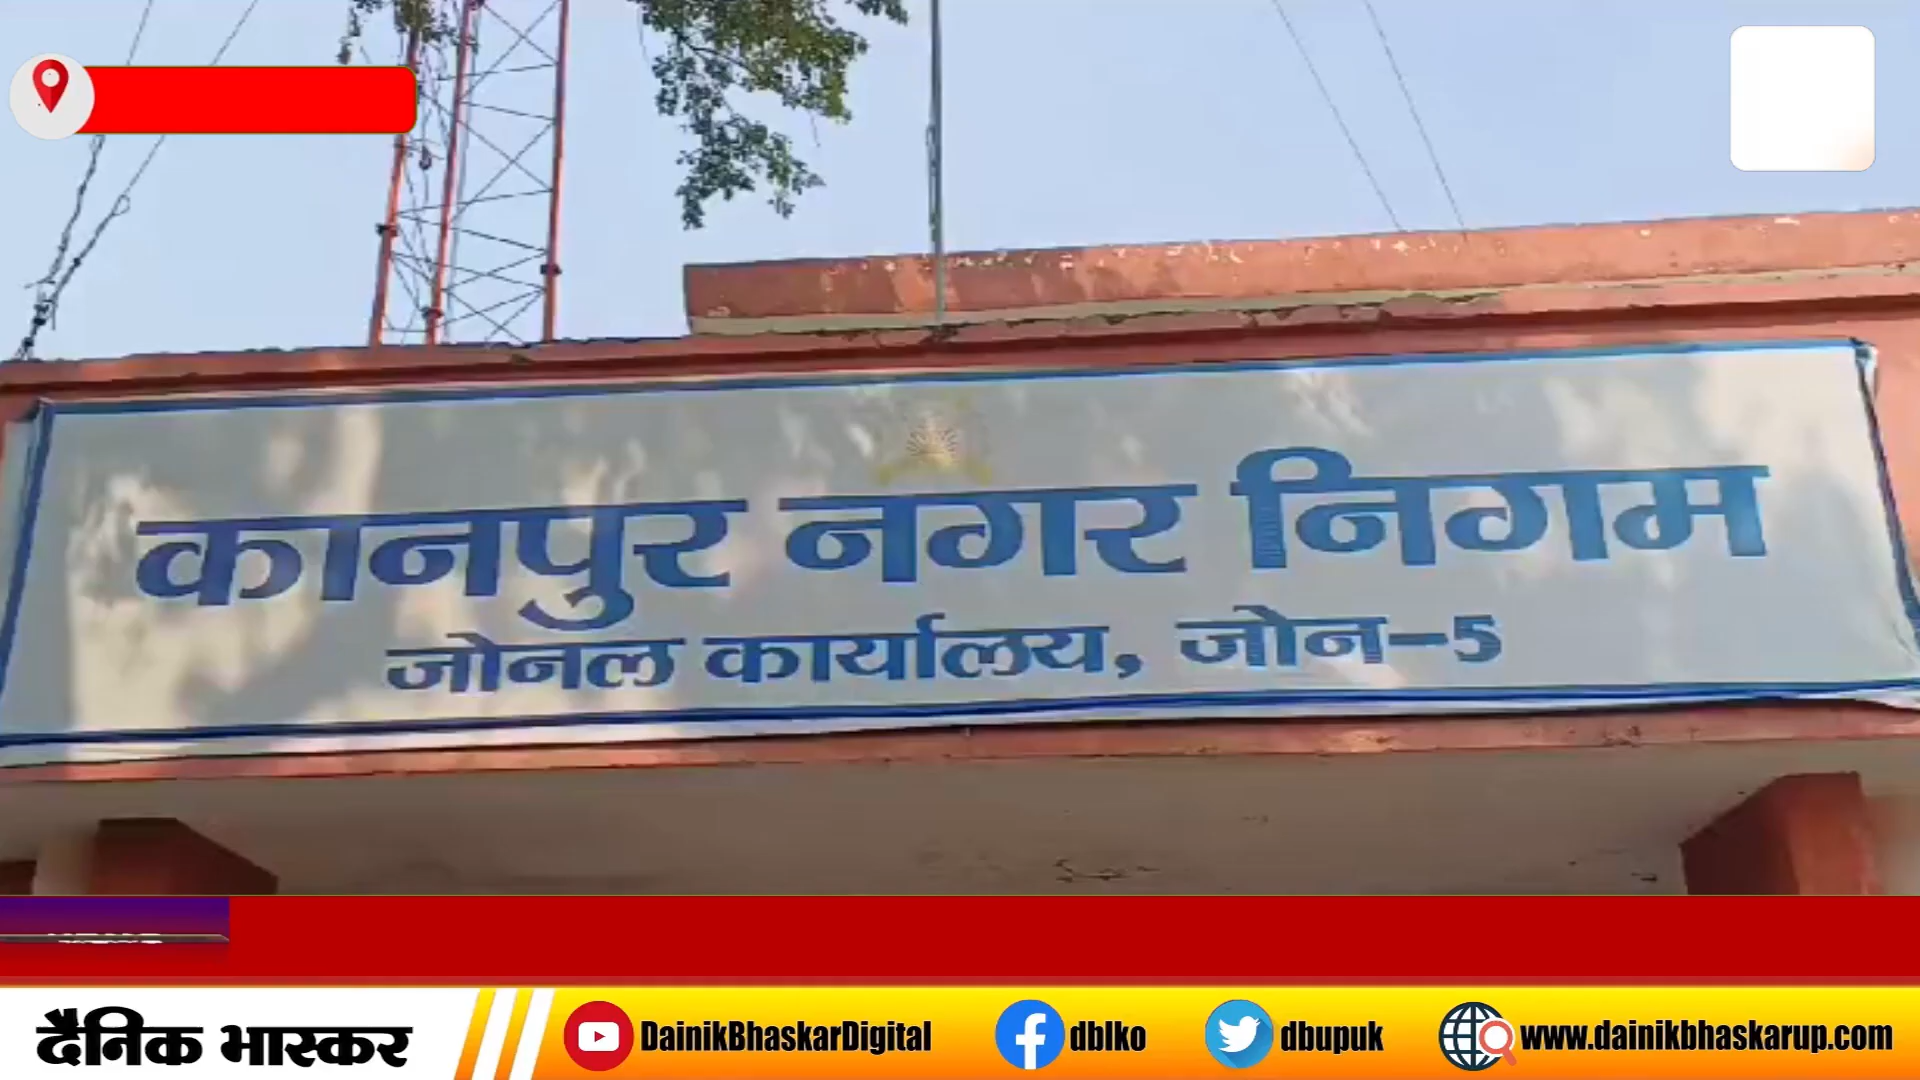 कानपुर नगर निगम
जोनल कार्यालय, जोन-5
दैनिक भास्कर DainikBhaskarDigital dblko dbupuk www.dainikbhaskarup.com